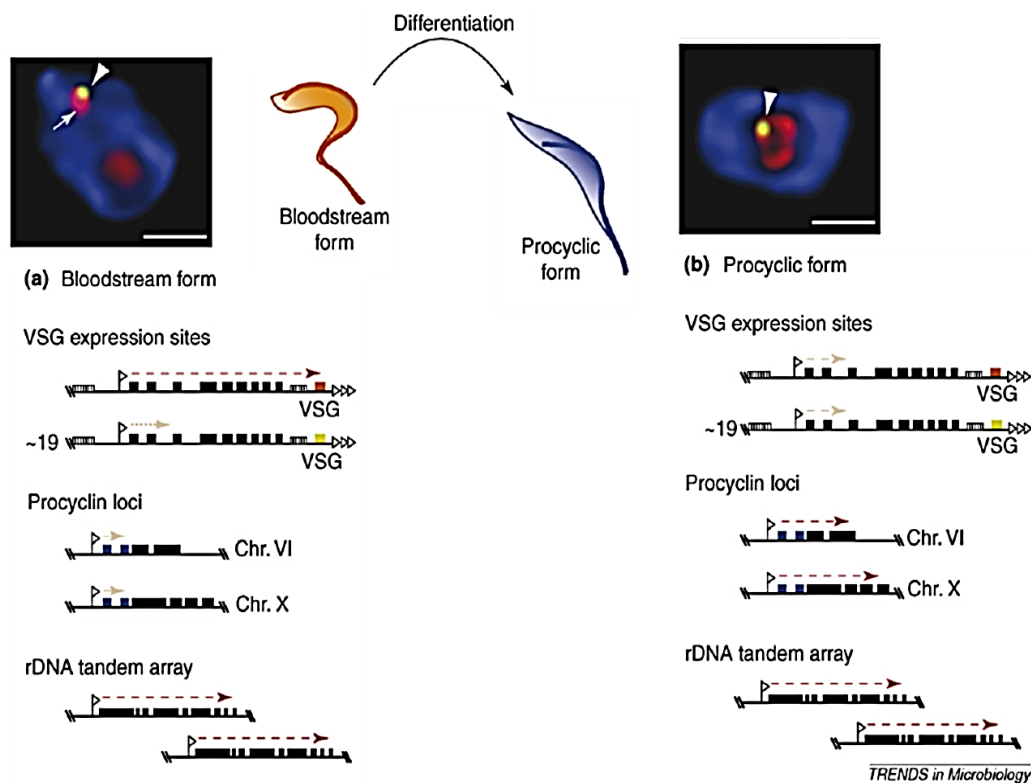 Differentiation
Bloodstream
form
Procyclic
form
(a) Bloodstream form
VSG expression sites
VSG
~19
VSG
Procyclin loci
Chr. VI
Chr. X
rDNA tandem array
(b) Procyclic form
VSG expression sites
VSG
~19
VSG
Procyclin loci
Chr. VI
Chr. X
rDNA tandem array
TRENDS in Microbiology